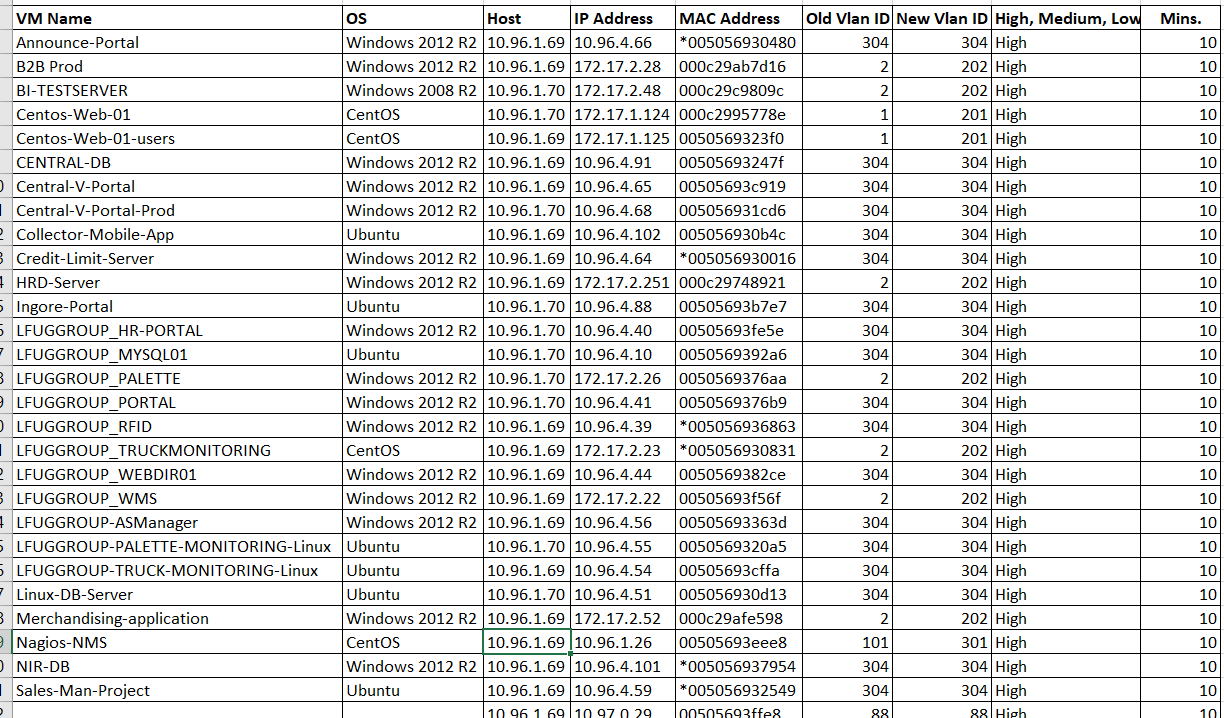 VM Name OS Host IP Address MAC Address Old Vlan ID New Vlan ID High, Medium, Low Mins.
Announce-Portal Windows 2012 R2 10.96.1.69 10.96.4.66 *005056930480 304 304 High 10
B2B Prod Windows 2012 R2 10.96.1.69 172.17.2.28 000c29ab7d16 2 202 High 10
BI-TESTSERVER Windows 2008 R2 10.96.1.70 172.17.2.48 000c29c9809c 2 202 High 10
Centos-Web-01 CentOS 10.96.1.70 172.17.1.124 000c2995778e 1 201 High 10
Centos-Web-01-users CentOS 10.96.1.69 172.17.1.125 0050569323f0 1 201 High 10
CENTRAL-DB Windows 2012 R2 10.96.1.69 10.96.4.91 00505693247f 304 304 High 10
Central-V-Portal Windows 2012 R2 10.96.1.69 10.96.4.65 00505693c919 304 304 High 10
Central-V-Portal-Prod Windows 2012 R2 10.96.1.70 10.96.4.68 005056931cd6 304 304 High 10
Collector-Mobile-App Ubuntu 10.96.1.69 10.96.4.102 005056930b4c 304 304 High 10
Credit-Limit-Server Windows 2012 R2 10.96.1.69 10.96.4.64 *005056930016 304 304 High 10
HRD-Server Windows 2012 R2 10.96.1.69 172.17.2.251 000c29748921 2 202 High 10
Ingore-Portal Ubuntu 10.96.1.70 10.96.4.88 00505693b7e7 304 304 High 10
LFUGGROUP_HR-PORTAL Windows 2012 R2 10.96.1.70 10.96.4.40 00505693fe5e 304 304 High 10
LFUGGROUP_MYSQL01 Ubuntu 10.96.1.70 10.96.4.10 0050569392a6 304 304 High 10
LFUGGROUP_PALETTE Windows 2012 R2 10.96.1.70 172.17.2.26 0050569376aa 2 202 High 10
LFUGGROUP_PORTAL Windows 2012 R2 10.96.1.70 10.96.4.41 0050569376b9 304 304 High 10
LFUGGROUP_RFID Windows 2012 R2 10.96.1.69 10.96.4.39 *005056936863 304 304 High 10
LFUGGROUP_TRUCKMONITORING CentOS 10.96.1.69 172.17.2.23 *005056930831 2 202 High 10
LFUGGROUP_WEBDIR01 Windows 2012 R2 10.96.1.69 10.96.4.44 0050569382ce 304 304 High 10
LFUGGROUP_WMS Windows 2012 R2 10.96.1.69 172.17.2.22 00505693f56f 2 202 High 10
LFUGGROUP-ASManager Windows 2012 R2 10.96.1.69 10.96.4.56 00505693363d 304 304 High 10
LFUGGROUP-PALETTE-MONITORING-Linux Ubuntu 10.96.1.70 10.96.4.55 0050569320a5 304 304 High 10
LFUGGROUP-TRUCK-MONITORING-Linux Ubuntu 10.96.1.69 10.96.4.54 00505693cffa 304 304 High 10
Linux-DB-Server Ubuntu 10.96.1.70 10.96.4.51 005056930d13 304 304 High 10
Merchandising-application Windows 2012 R2 10.96.1.69 172.17.2.52 000c29afe598 2 202 High 10
Nagios-NMS CentOS 10.96.1.69 10.96.1.26 00505693eee8 101 301 High 10
NIR-DB Windows 2012 R2 10.96.1.69 10.96.4.101 *005056937954 304 304 High 10
Sales-Man-Project Ubuntu 10.96.1.69 10.96.4.59 *005056932549 304 304 High 10
10.96.1.69 10.97.0.29 00505693ffe8 88 88 High 10